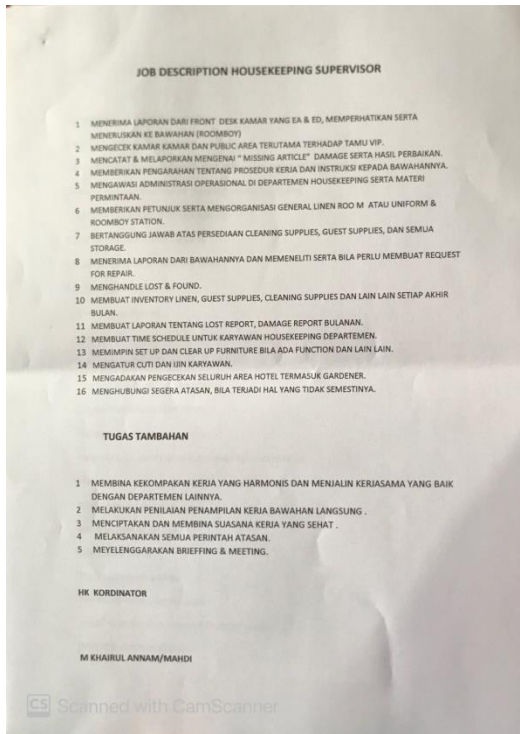 JOB DESCRIPTION HOUSEKEEPING SUPERVISOR
1 MENERIMA LAPORAN DARI FRONT DESK KAMAR YANG EA & ED, MEMPERHATIKAN SERTA
MENERUSKAN KE BAWAHAN (ROOMBOY)
2 MENGECEK KAMAR KAMAR DAN PUBLIC AREA TERUTAMA TERHADAP TAMU VIP.
3 MENCATAT & MELAPORKAN MENGENAI " MISSING ARTICLE" DAMAGE SERTA HASIL PERBAIKAN.
4 MEMBERIKAN PENGARAHAN TENTANG PROSEDUR KERJA DAN INSTRUKSI KEPADA BAWAHANNYA.
5 MENGAWASI ADMINISTRASI OPERASIONAL DI DEPARTEMEN HOUSEKEEPING SERTA MATERI
PERMINTAAN.
6 MEMBERIKAN PETUNJUK SERTA MENGORGANISASI GENERAL LINEN ROO M ATAU UNIFORM &
ROOMBOY STATION.
7 BERTANGGUNG JAWAB ATAS PERSEDIAAN CLEANING SUPPLIES, GUEST SUPPLIES, DAN SEMUA
STORAGE.
8 MENERIMA LAPORAN DARI BAWAHANNYA DAN MEMENELITI SERTA BILA PERLU MEMBUAT REQUEST
FOR REPAIR.
9 MENGHANDLE LOST & FOUND.
10 MEMBUAT INVENTORY LINEN, GUEST SUPPLIES, CLEANING SUPPLIES DAN LAIN LAIN SETIAP AKHIR
BULAN.
11 MEMBUAT LAPORAN TENTANG LOST REPORT, DAMAGE REPORT BULANAN.
12 MEMBUAT TIME SCHEDULE UNTUK KARYAWAN HOUSEKEEPING DEPARTEMEN.
13 MEMIMPIN SET UP DAN CLEAR UP FURNITURE BILA ADA FUNCTION DAN LAIN LAIN.
14 MENGATUR CUTI DAN IJIN KARYAWAN.
15 MENGADAKAN PENGECEKAN SELURUH AREA HOTEL TERMASUK GARDENER.
16 MENGHUBUNGI SEGERA ATASAN, BILA TERJADI HAL YANG TIDAK SEMESTINYA.
TUGAS TAMBAHAN
1 MEMBINA KEKOMPAKAN KERJA YANG HARMONIS DAN MENJALIN KERJASAMA YANG BAIK
DENGAN DEPARTEMEN LAINNYA.
2 MELAKUKAN PENILAIAN PENAMPILAN KERJA BAWAHAN LANGSUNG .
3 MENCIPTAKAN DAN MEMBINA SUASANA KERJA YANG SEHAT .
4 MELAKSANAKAN SEMUA PERINTAH ATASAN.
5 MEYELENGGARAKAN BRIEFFING & MEETING.
HK KORDINATOR
M KHAIRUL ANNAM/MAHDI
CS Scanned with CamScanner